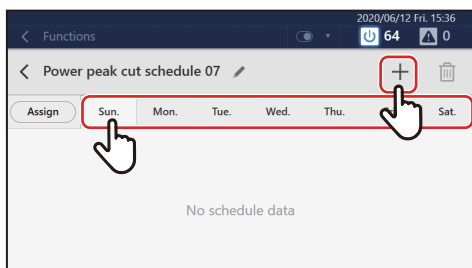 2020/06/12 Fri. 15:36
Functions 64 0
Power peak cut schedule 07
Assign Sun. Mon. Tue. Wed. Thu. Sat.
No schedule data